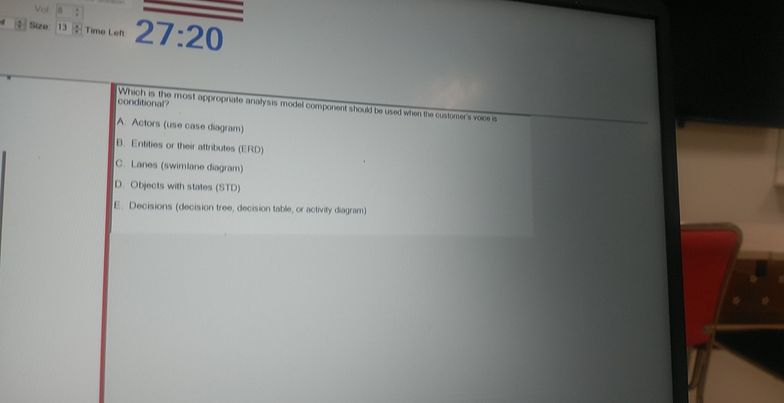 Vol: 8
Size: 13 Time Left: 27:20
Which is the most appropriate analysis model component should be used when the customer's voice is
conditional?
A. Actors (use case diagram)
B. Entities or their attributes (ERD)
C. Lanes (swimlane diagram)
D. Objects with states (STD)
E. Decisions (decision tree, decision table, or activity diagram)